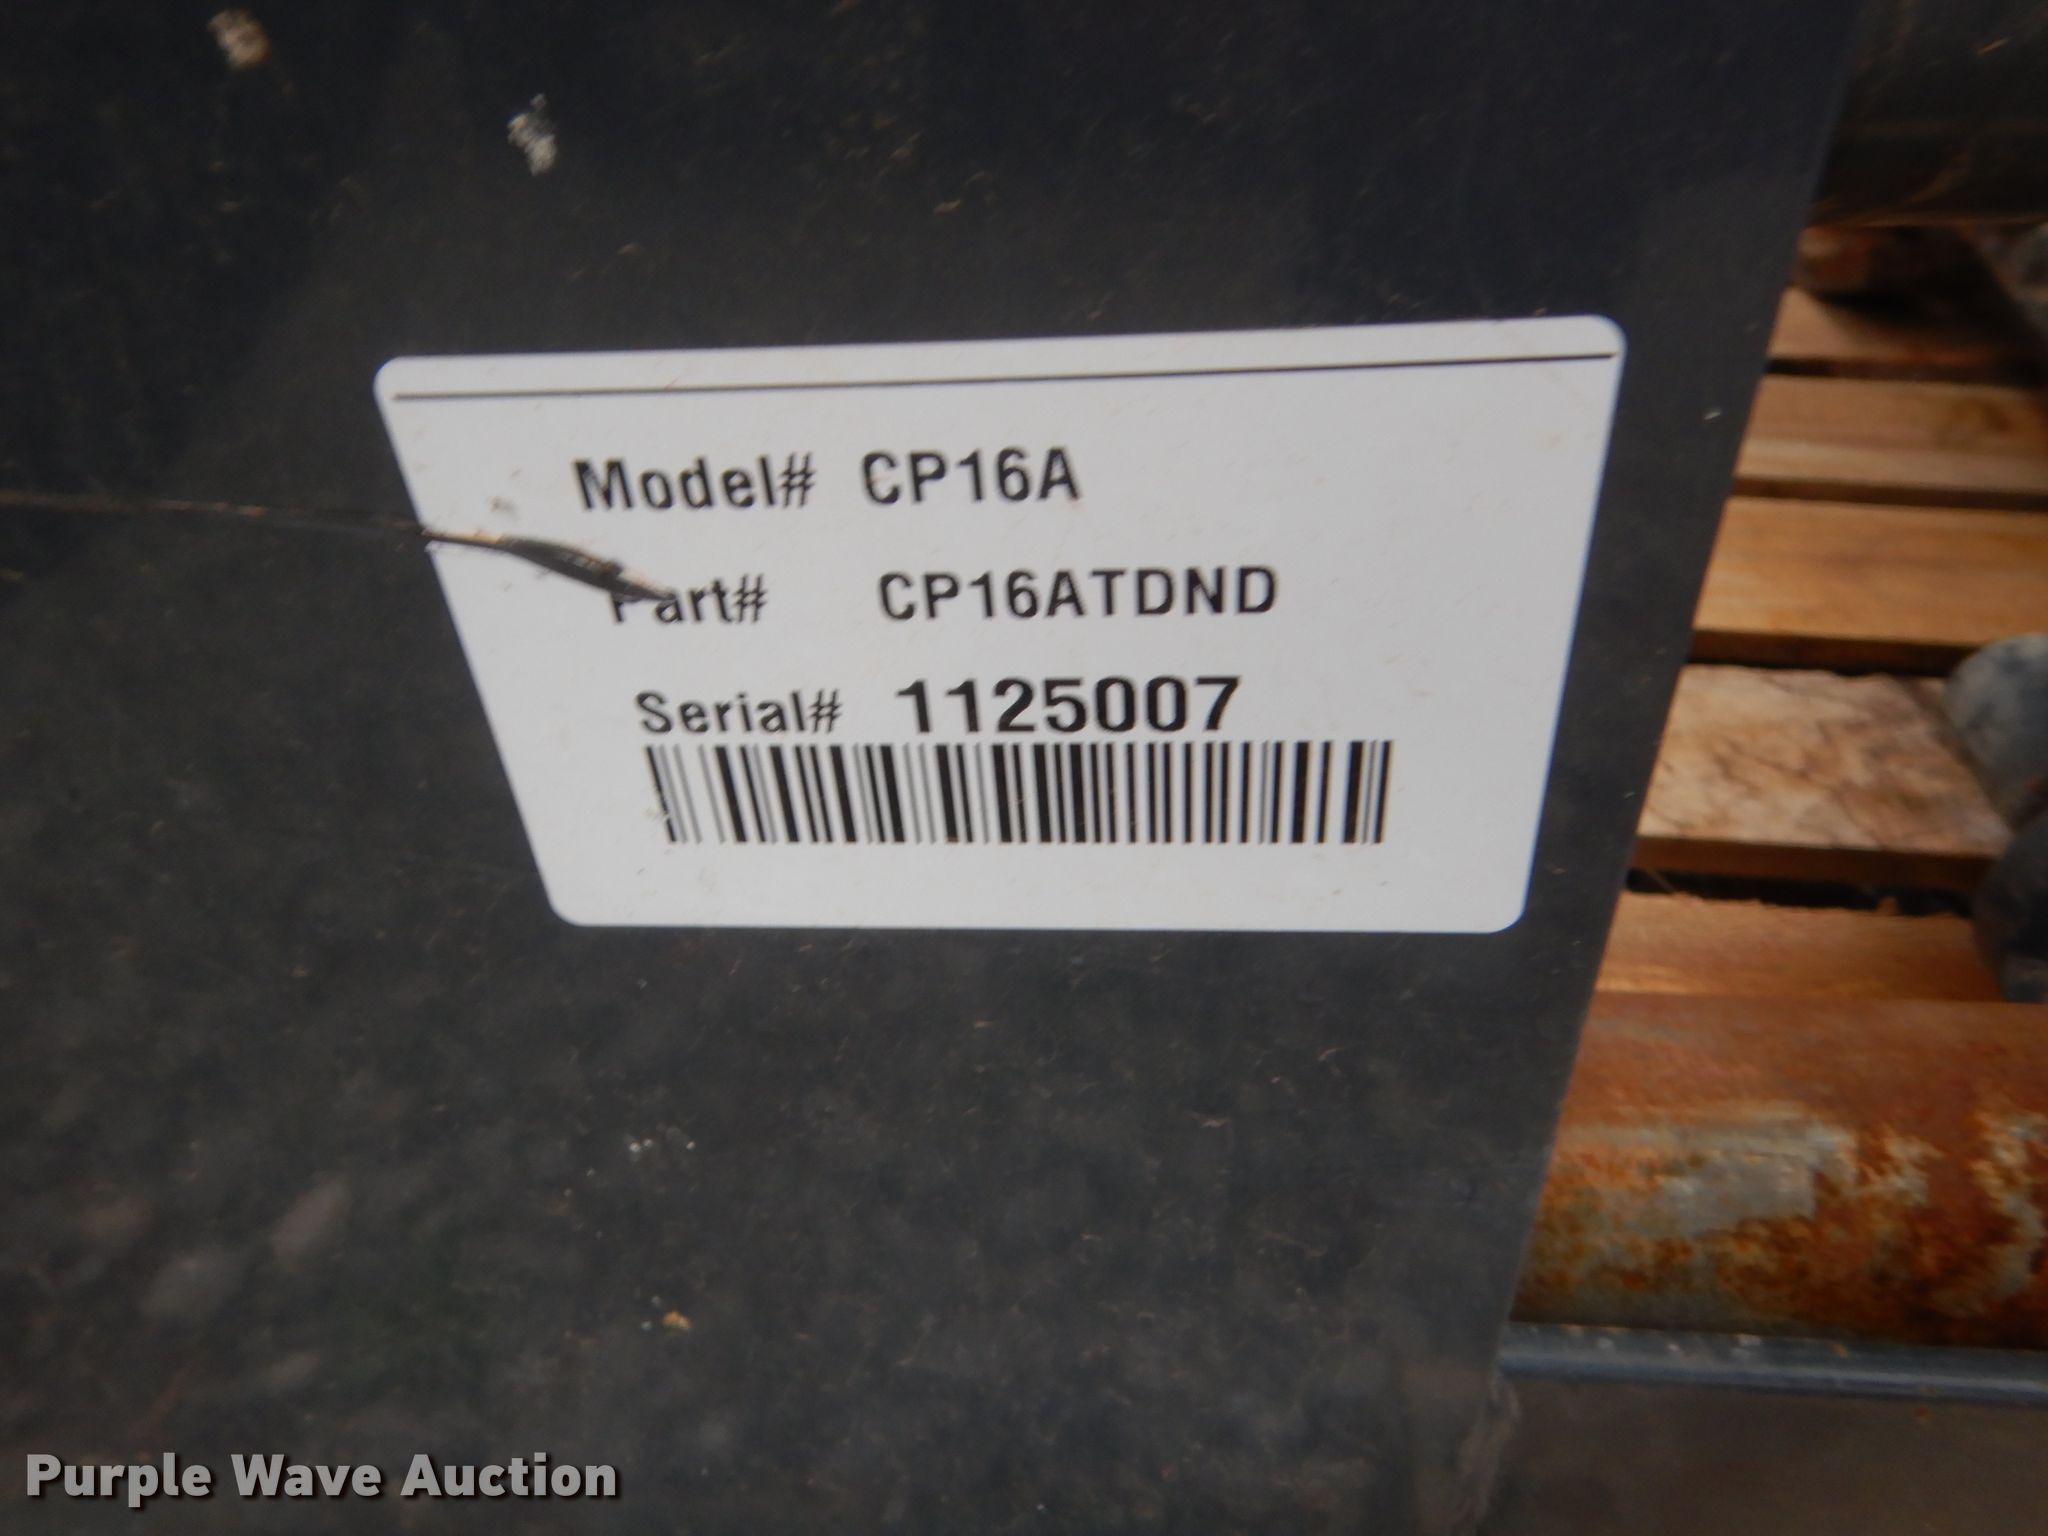 Model# CP16A
Part# CP16ATDND
Serial# 1125007
Purple Wave Auction